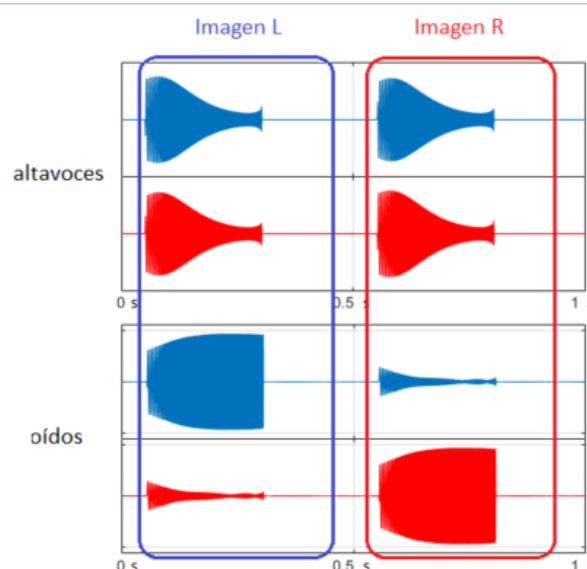 Imagen L
Imagen R
altavoces
0 s
0.5 s
1
oídos
0 s
0.5 s
1